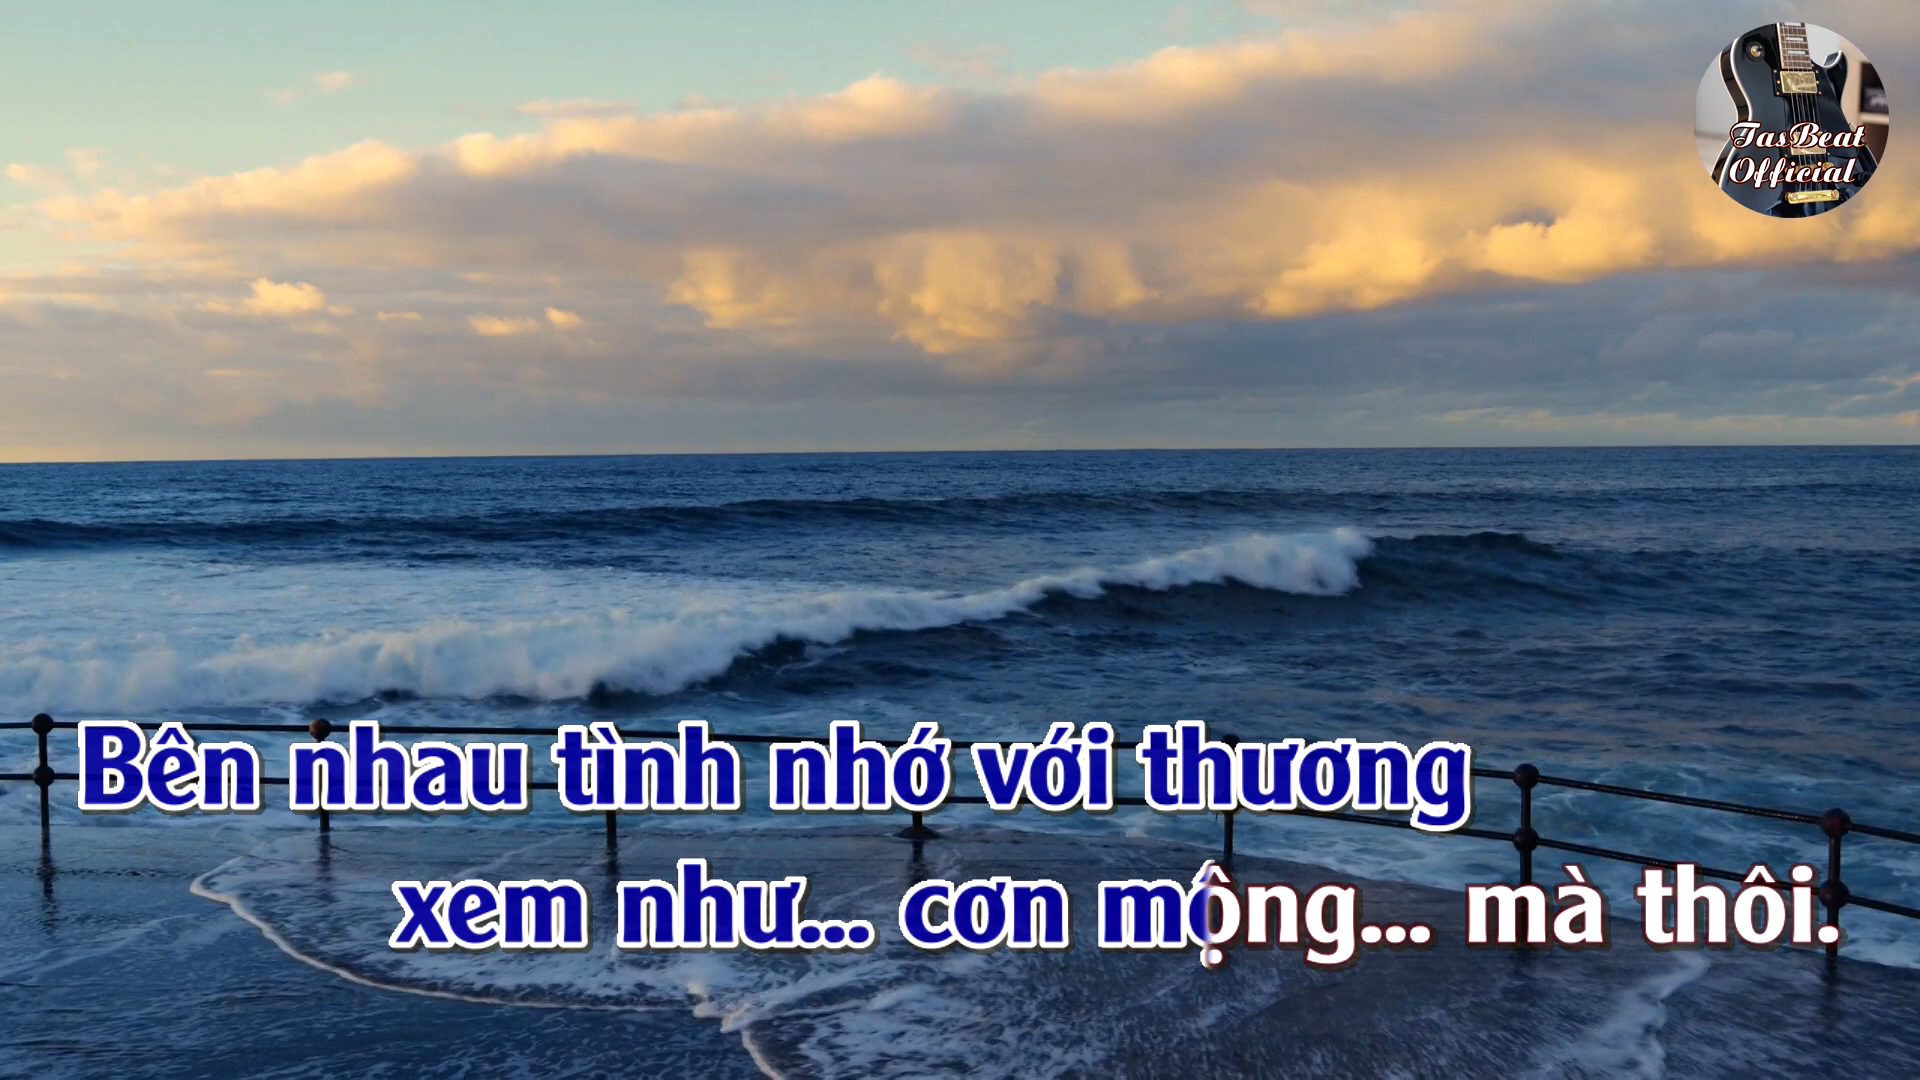 TasBeat
Official
Bên nhau tình nhớ với thương
xem như... cơn mộng... mà thôi.